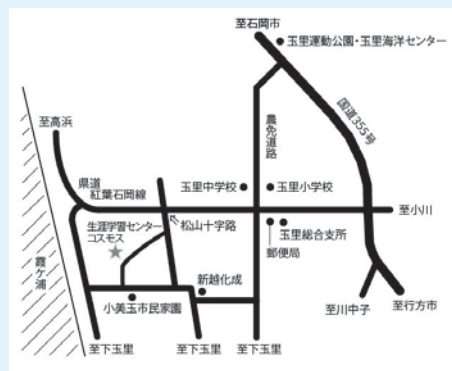 至石岡市
玉里運動公園・玉里海洋センター
国道355号
至高浜
農免道路
県道
紅葉石岡線
玉里中学校
玉里小学校
至小川
生涯学習センター
コスモス
松山十字路
玉里総合支所
郵便局
霞ヶ浦
新越化成
小美玉市民家園
至川中子
至行方市
至下玉里
至下玉里
至下玉里